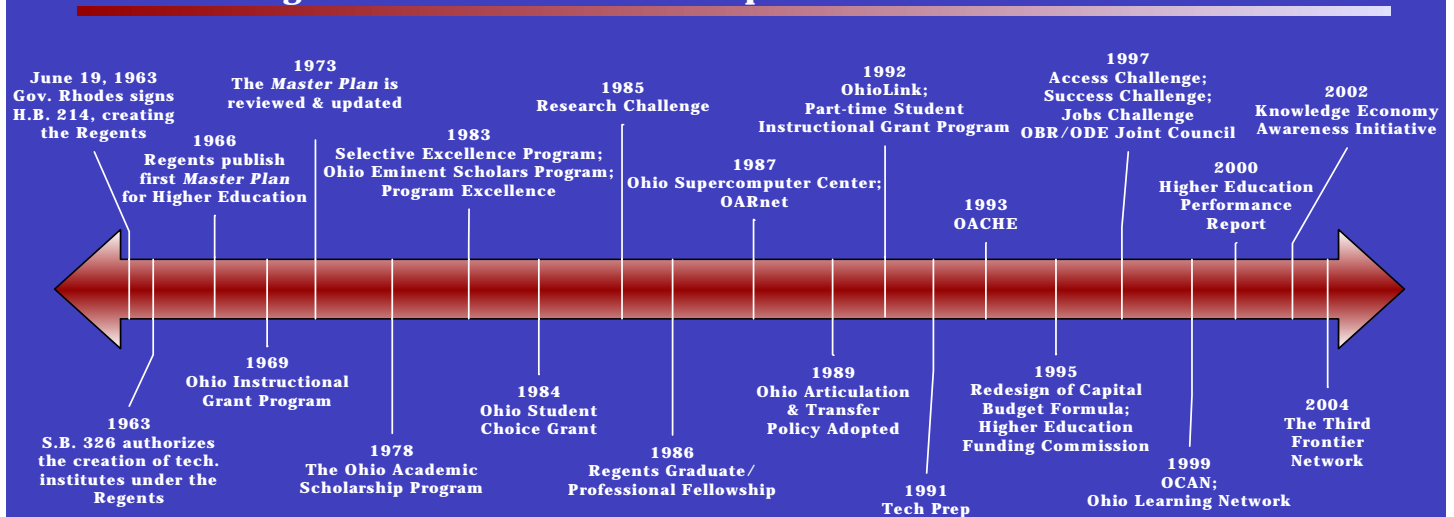 June 19, 1963
Gov. Rhodes signs
H.B. 214, creating
the Regents
1963
S.B. 326 authorizes
the creation of tech.
institutes under the
Regents
1966
Regents publish
first Master Plan
for Higher Education
1969
Ohio Instructional
Grant Program
1973
The Master Plan is
reviewed & updated
1978
The Ohio Academic
Scholarship Program
1983
Selective Excellence Program;
Ohio Eminent Scholars Program;
Program Excellence
1984
Ohio Student
Choice Grant
1985
Research Challenge
1986
Regents Graduate/
Professional Fellowship
1987
Ohio Supercomputer Center;
OARnet
1989
Ohio Articulation
& Transfer
Policy Adopted
1992
OhioLink;
Part-time Student
Instructional Grant Program
1991
Tech Prep
1993
OACHE
1995
Redesign of Capital
Budget Formula;
Higher Education
Funding Commission
1997
Access Challenge;
Success Challenge;
Jobs Challenge
OBR/ODE Joint Council
1999
OCAN;
Ohio Learning Network
2000
Higher Education
Performance
Report
2002
Knowledge Economy
Awareness Initiative
2004
The Third
Frontier
Network